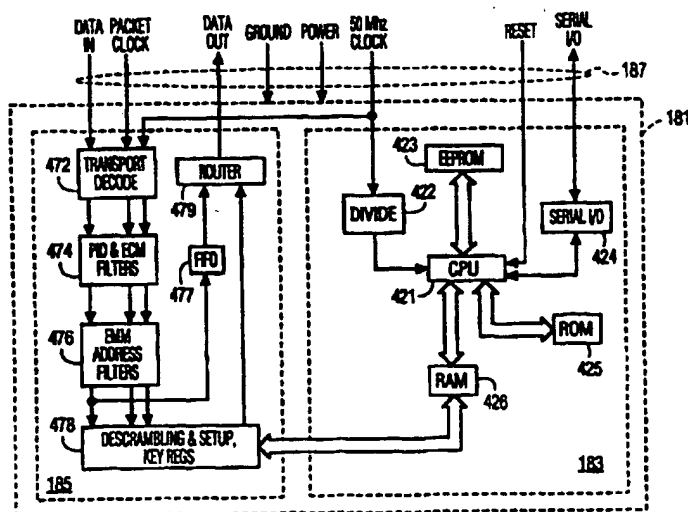 DATA IN
PACKET CLOCK
DATA OUT
GROUND
POWER
50 Mhz CLOCK
RESET
SERIAL I/O
187
181
472
TRANSPORT DECODE
ROUTER
479
423
EEPROM
DIVIDE
422
SERIAL I/O
424
474
PID & ECM FILTERS
FIFO
477
CPU
421
ROM
425
476
EMM ADDRESS FILTERS
RAM
426
478
DESCRAMBLING & SETUP, KEY REGS
185
183